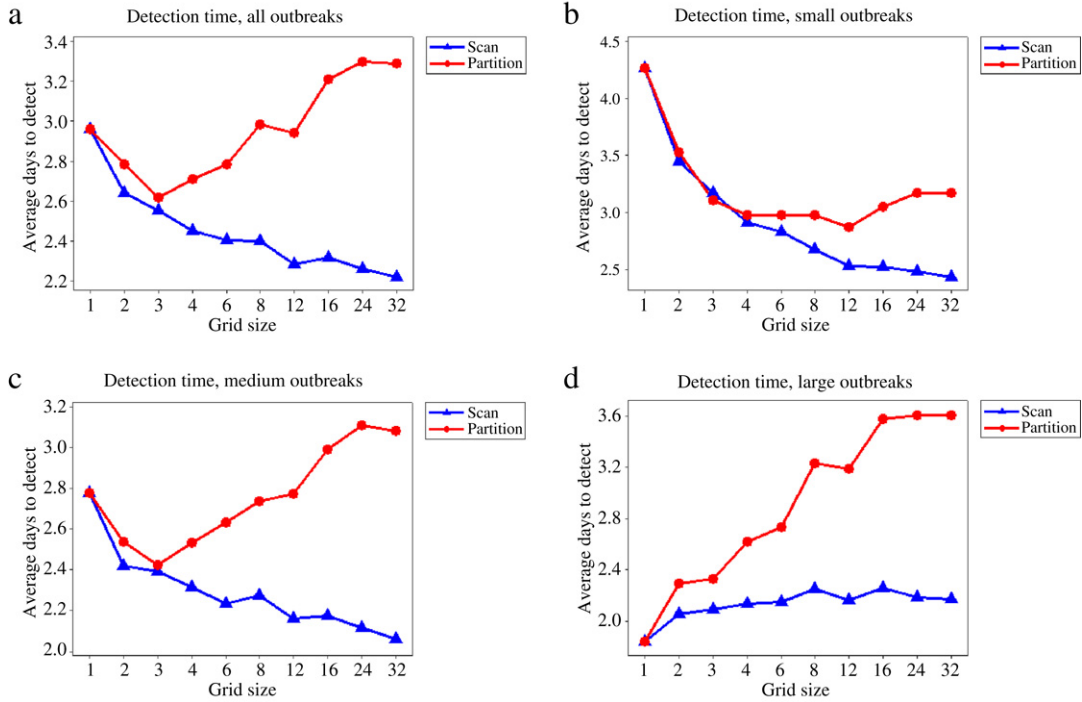 a
Detection time, all outbreaks
Average days to detect
3.4
3.2
3.0
2.8
2.6
2.4
2.2
1 2 3 4 6 8 12 16 24 32
Grid size
Scan
Partition
b
Detection time, small outbreaks
Average days to detect
4.5
4.0
3.5
3.0
2.5
1 2 3 4 6 8 12 16 24 32
Grid size
Scan
Partition
c
Detection time, medium outbreaks
Average days to detect
3.2
3.0
2.8
2.6
2.4
2.2
2.0
1 2 3 4 6 8 12 16 24 32
Grid size
Scan
Partition
d
Detection time, large outbreaks
Average days to detect
3.6
3.2
2.8
2.4
2.0
1 2 3 4 6 8 12 16 24 32
Grid size
Scan
Partition